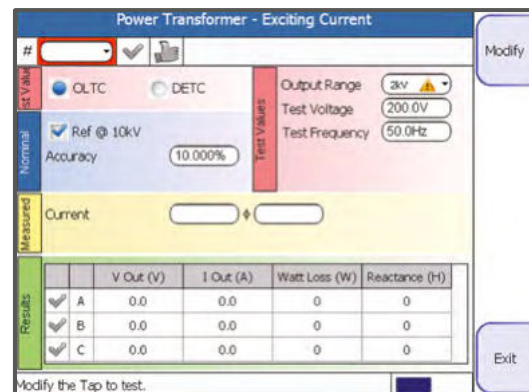 Power Transformer - Exciting Current
#
Modify
st Value
OLTC
DETC
Test Values
Output Range
2kV
Test Voltage
200.0V
Test Frequency
50.0Hz
Nominal
Ref @ 10kV
Accuracy
10.000%
Measured
Current
Φ
Results
V Out (V) I Out (A) Watt Loss (W) Reactance (H)
A 0.0 0.0 0 0
B 0.0 0.0 0 0
C 0.0 0.0 0 0
Exit
Modify the Tap to test.